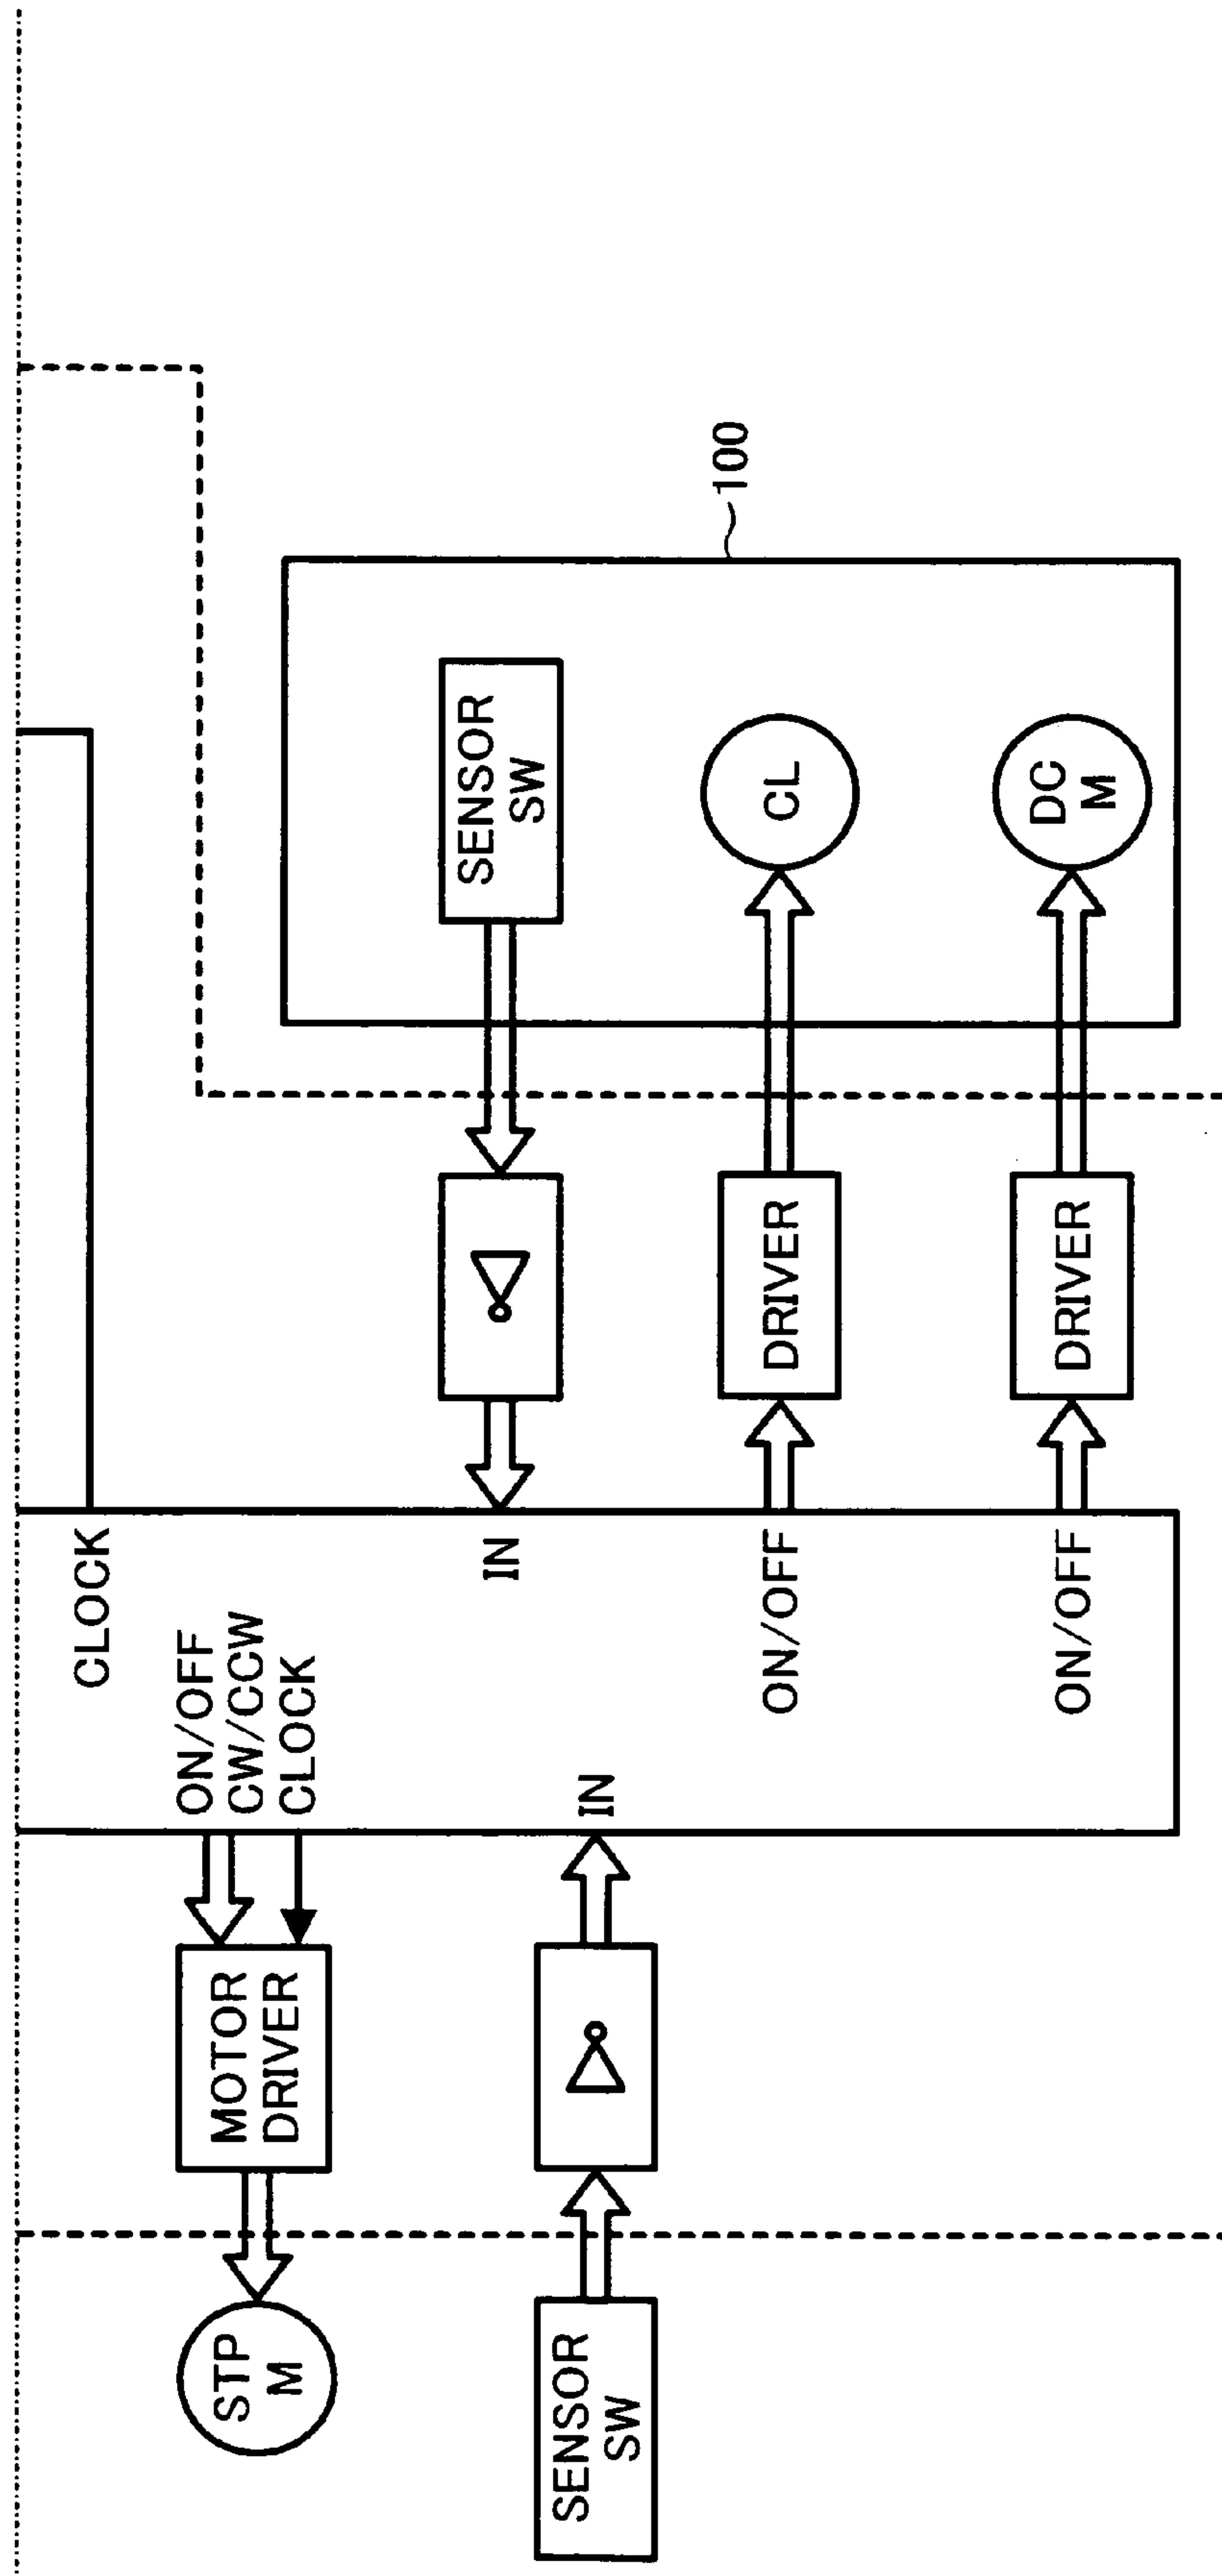 CLOCK
STP
M
MOTOR
DRIVER
ON/OFF
CW/CCW
CLOCK
IN
SENSOR
SW
SENSOR
SW
IN
100
ON/OFF
DRIVER
CL
ON/OFF
DRIVER
DC
M